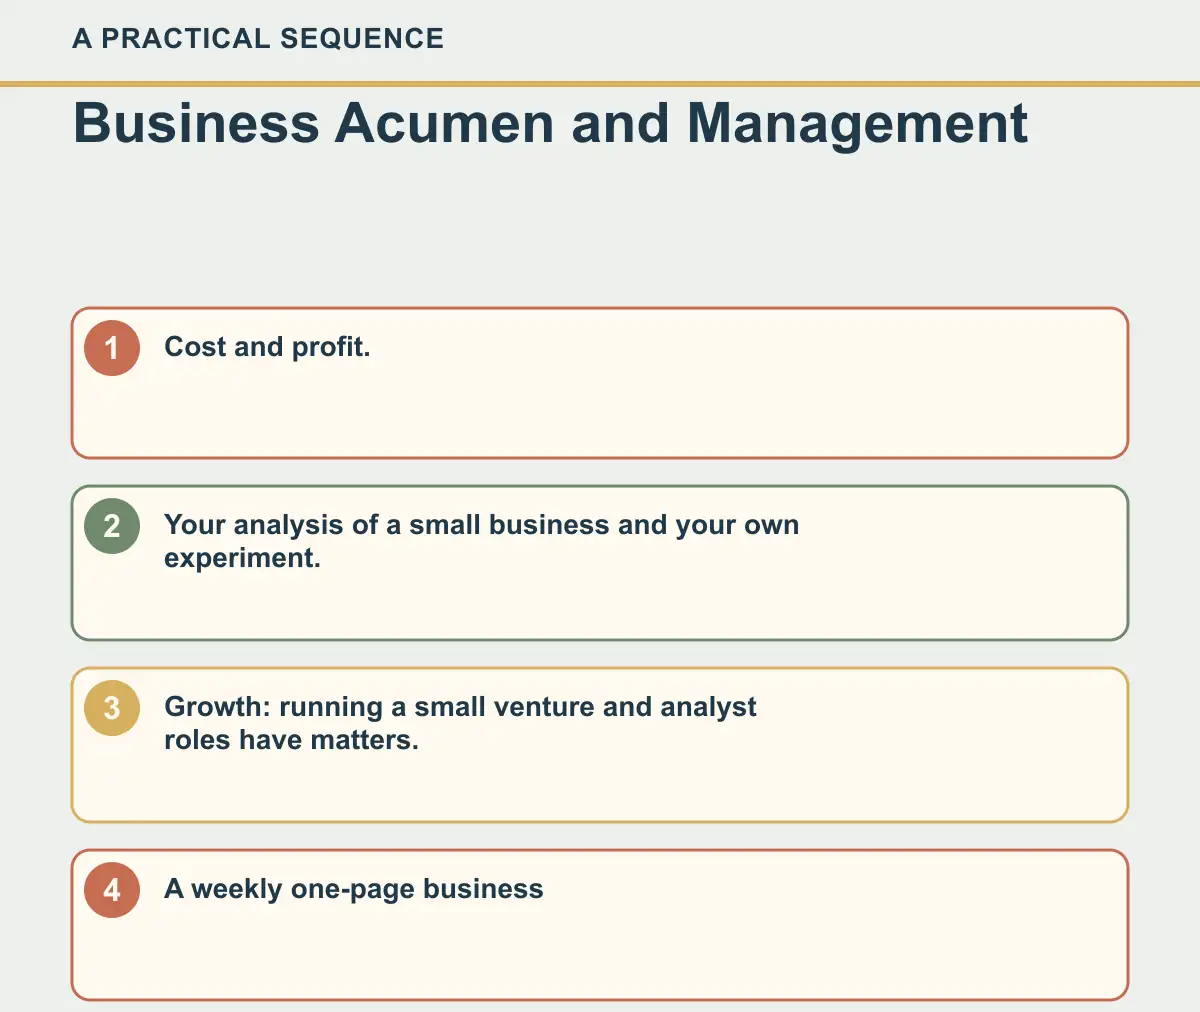 A PRACTICAL SEQUENCE
Business Acumen and Management
1
Cost and profit.
2
Your analysis of a small business and your own
experiment.
3
Growth: running a small venture and analyst
roles have matters.
4
A weekly one-page business